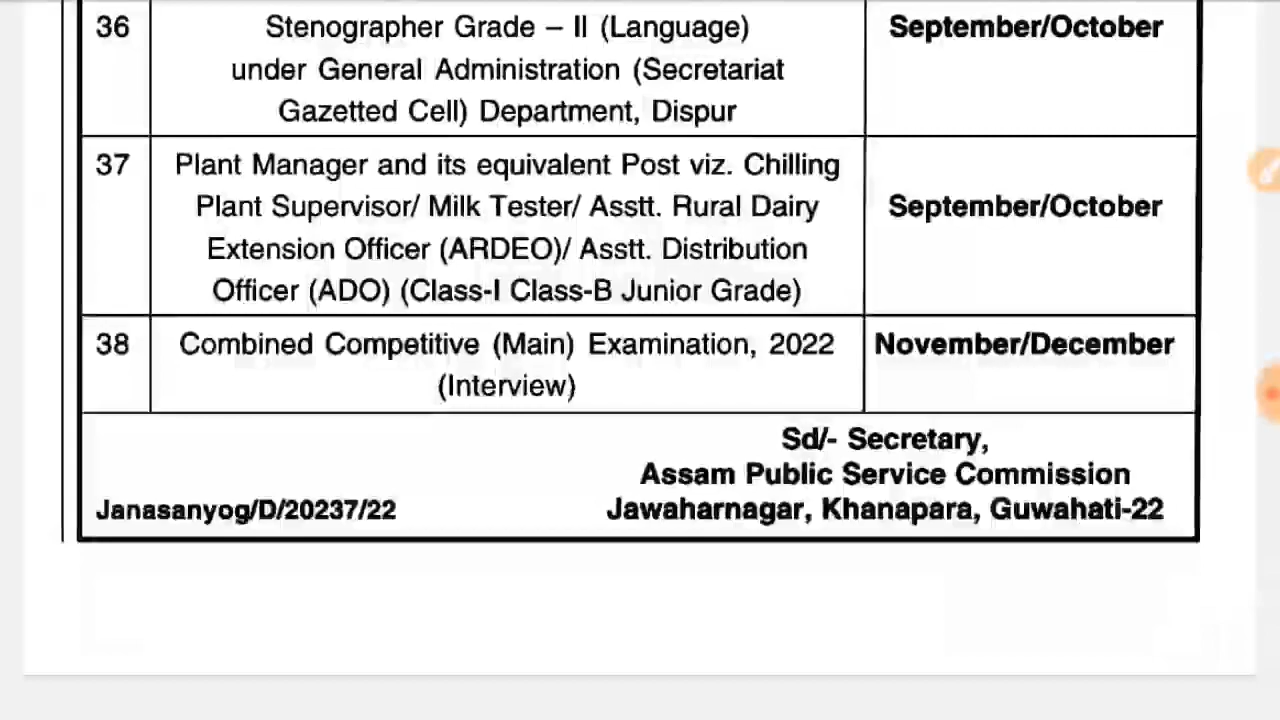 36 Stenographer Grade – II (Language) September/October
under General Administration (Secretariat
Gazetted Cell) Department, Dispur
37 Plant Manager and its equivalent Post viz. Chilling
Plant Supervisor/ Milk Tester/ Asstt. Rural Dairy September/October
Extension Officer (ARDEO)/ Asstt. Distribution
Officer (ADO) (Class-I Class-B Junior Grade)
38 Combined Competitive (Main) Examination, 2022 November/December
(Interview)
Sd/- Secretary,
Assam Public Service Commission
Janasanyog/D/20237/22 Jawaharnagar, Khanapara, Guwahati-22